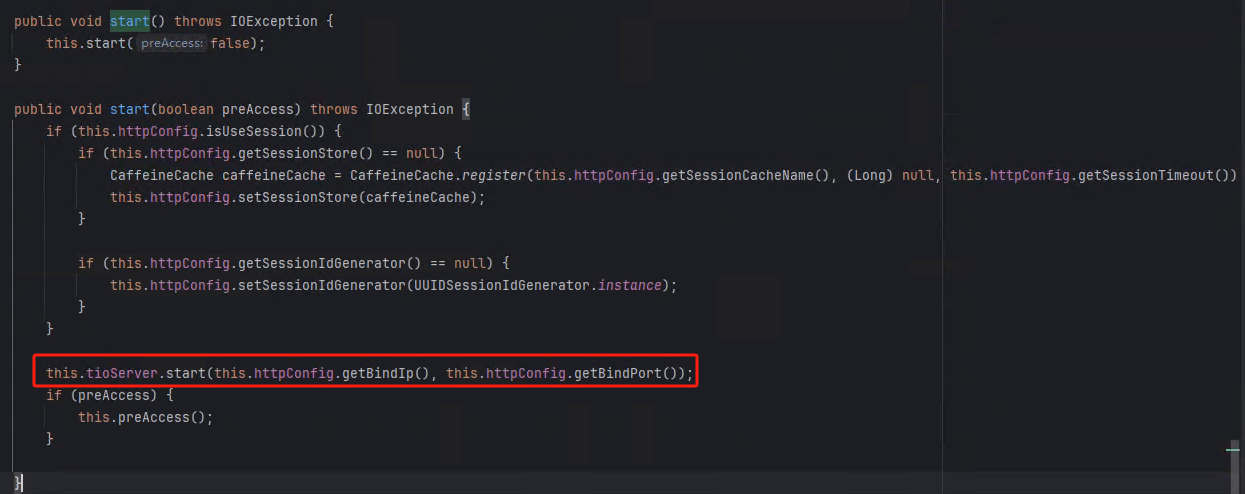 public void start() throws IOException {
    this.start( preAccess: false);
}
public void start(boolean preAccess) throws IOException {
    if (this.httpConfig.isUseSession()) {
        if (this.httpConfig.getSessionStore() == null) {
            CaffeineCache caffeineCache = CaffeineCache.register(this.httpConfig.getSessionCacheName(), (Long) null, this.httpConfig.getSessionTimeout())
            this.httpConfig.setSessionStore(caffeineCache);
        }
        if (this.httpConfig.getSessionIdGenerator() == null) {
            this.httpConfig.setSessionIdGenerator(UUIDSessionIdGenerator.instance);
        }
    }
    this.tioServer.start(this.httpConfig.getBindIp(), this.httpConfig.getBindPort());
    if (preAccess) {
        this.preAccess();
    }
}